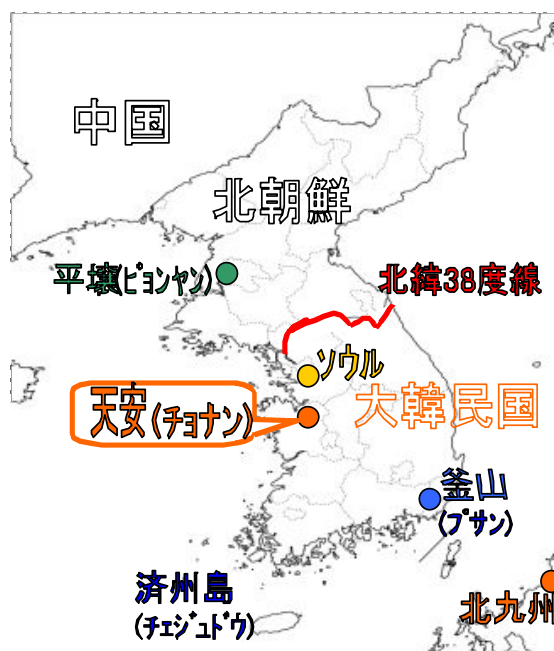 中国
北朝鮮
平壌(ﾋﾟｮﾝﾔﾝ)
北緯38度線
ソウル
天安(チョナン)
大韓民国
釜山
(ﾌﾟｻﾝ)
済州島
(ﾁｪｼﾞｭﾄﾞｳ)
北九州